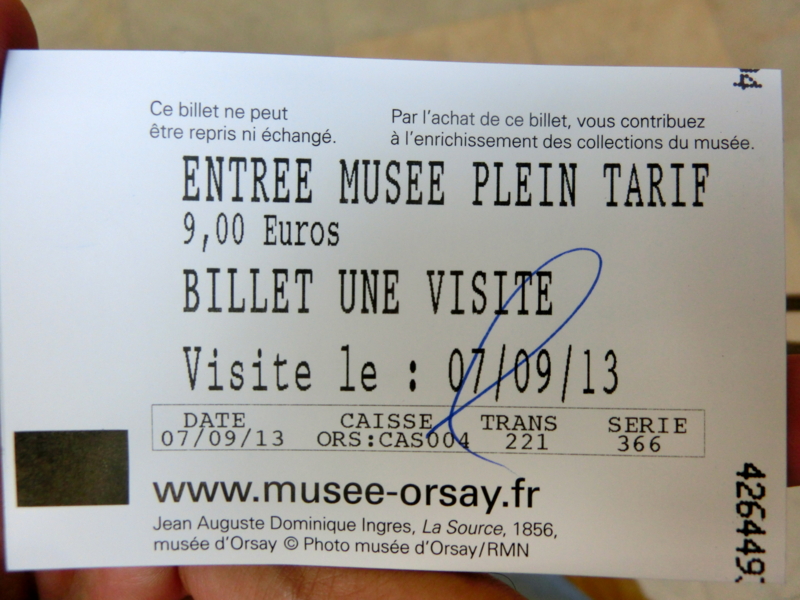 Ce billet ne peut
être repris ni échangé.
Par l'achat de ce billet, vous contribuez
à l'enrichissement des collections du musée.
ENTREE MUSEE PLEIN TARIF
9,00 Euros
BILLET UNE VISITE
Visite le : 07/09/13
DATE CAISSE TRANS SERIE
07/09/13 ORS:CAS004 221 366
www.musee-orsay.fr
Jean Auguste Dominique Ingres, La Source, 1856,
musée d'Orsay © Photo musée d'Orsay/RMN